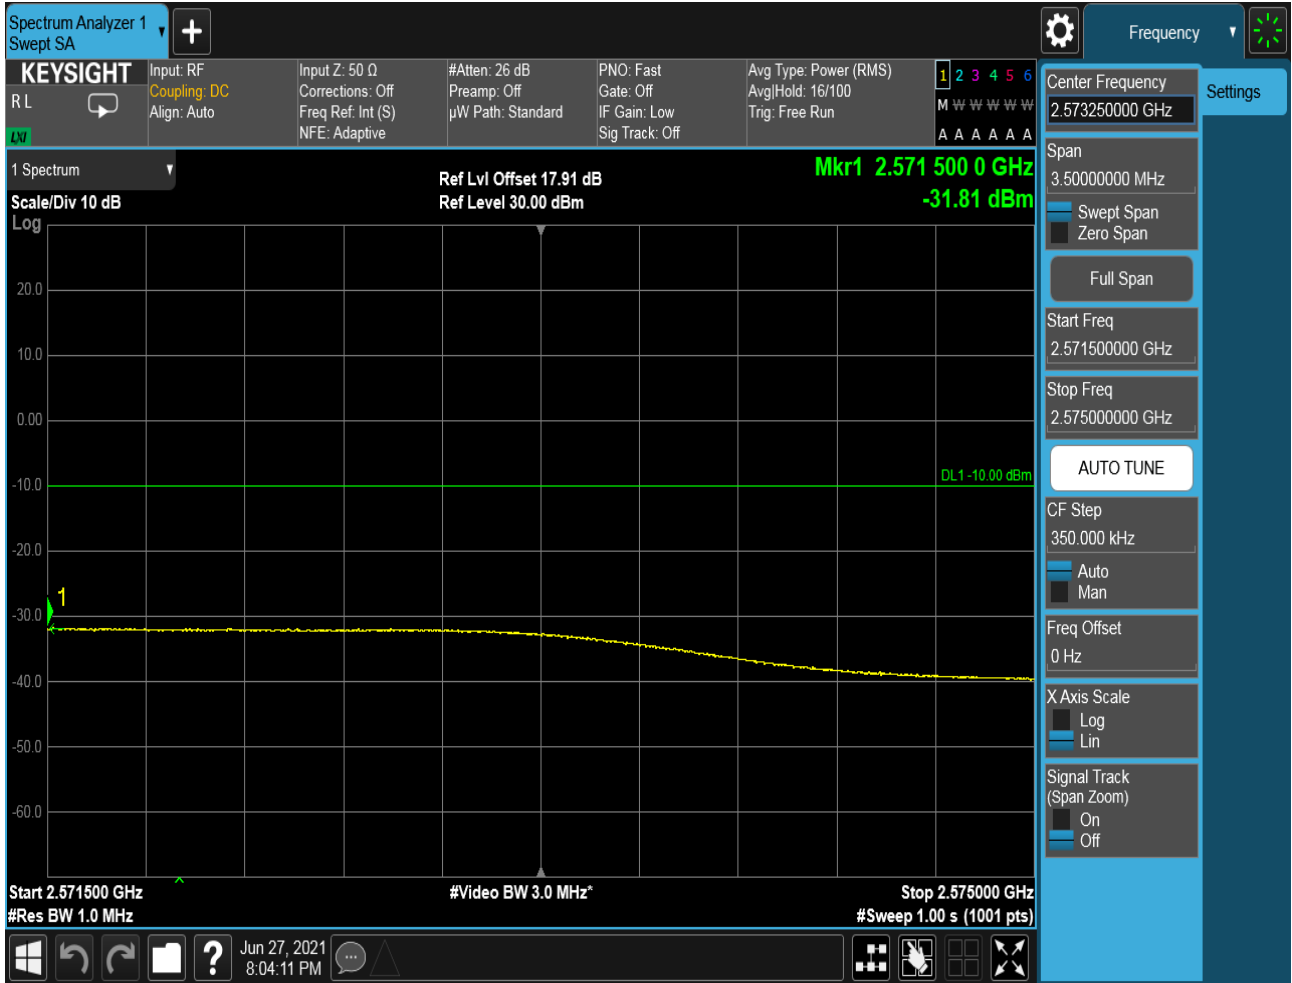 Spectrum Analyzer 1
Swept SA
Frequency
KEYSIGHT
R L
LXI
Input: RF
Coupling: DC
Align: Auto
Input Z: 50 Ω
Corrections: Off
Freq Ref: Int (S)
NFE: Adaptive
#Atten: 26 dB
Preamp: Off
µW Path: Standard
PNO: Fast
Gate: Off
IF Gain: Low
Sig Track: Off
Avg Type: Power (RMS)
Avg|Hold: 16/100
Trig: Free Run
1 2 3 4 5 6
M W W W W W
A A A A A A
1 Spectrum
Scale/Div 10 dB
Log
Ref Lvl Offset 17.91 dB
Ref Level 30.00 dBm
Mkr1 2.571 500 0 GHz
-31.81 dBm
20.0
10.0
0.00
-10.0
-20.0
-30.0
-40.0
-50.0
-60.0
DL1 -10.00 dBm
1
Start 2.571500 GHz
#Res BW 1.0 MHz
#Video BW 3.0 MHz*
Stop 2.575000 GHz
#Sweep 1.00 s (1001 pts)
Jun 27, 2021
8:04:11 PM
?
Center Frequency
2.573250000 GHz
Settings
Span
3.50000000 MHz
Swept Span
Zero Span
Full Span
Start Freq
2.571500000 GHz
Stop Freq
2.575000000 GHz
AUTO TUNE
CF Step
350.000 kHz
Auto
Man
Freq Offset
0 Hz
X Axis Scale
Log
Lin
Signal Track
(Span Zoom)
On
Off